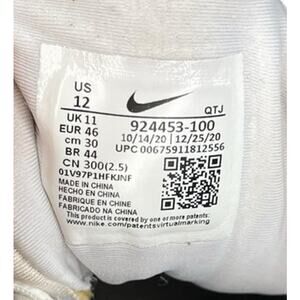 US
12
UK 11
EUR 46
cm 30
BR 44
CN 300(2.5)
01V97P1HFKJNF
MADE IN CHINA
HECHO EN CHINA
FABRIQUE EN CHINE
FABRICADO NA CHINA
QTJ
924453-100
10/14/20 12/25/20
UPC 00675911812556
This product is covered by one or more patents. See
www.nike.com/patentsvirtualmarking